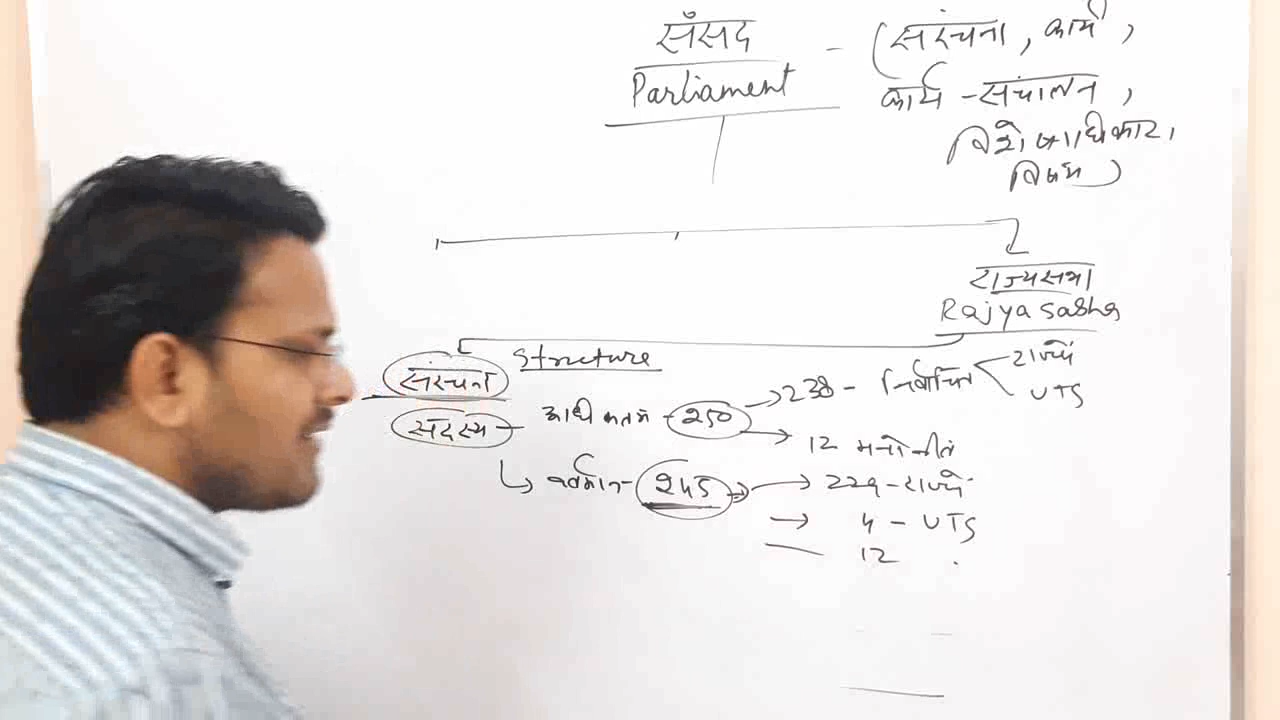 संसद - (संरचना, कार्य,
Parliament
कार्य-संचालन,
विशेषाधिकार,
विषय)
राज्यसभा
Rajya sabha
संरचना Structure
सदस्य - अधिकतम - 250 → 238 - निर्वाचित < राज्यों
UTS
→ 12 मनोनीत
↳ वर्तमान - 245 → 229 - राज्यों
→ 4 - UTS
— 12